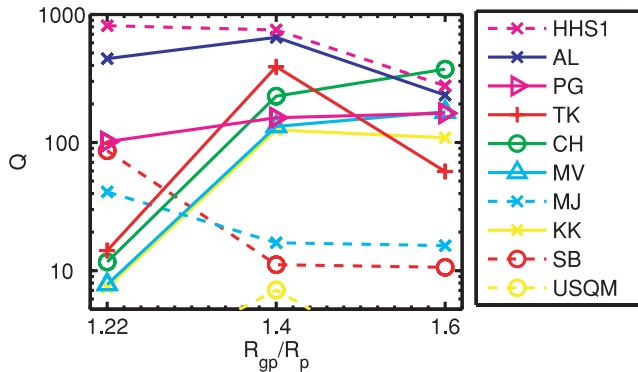 1000
100
10
Q
1.22
1.4
1.6
R_gp/R_p
HHS1
AL
PG
TK
CH
MV
MJ
KK
SB
USQM